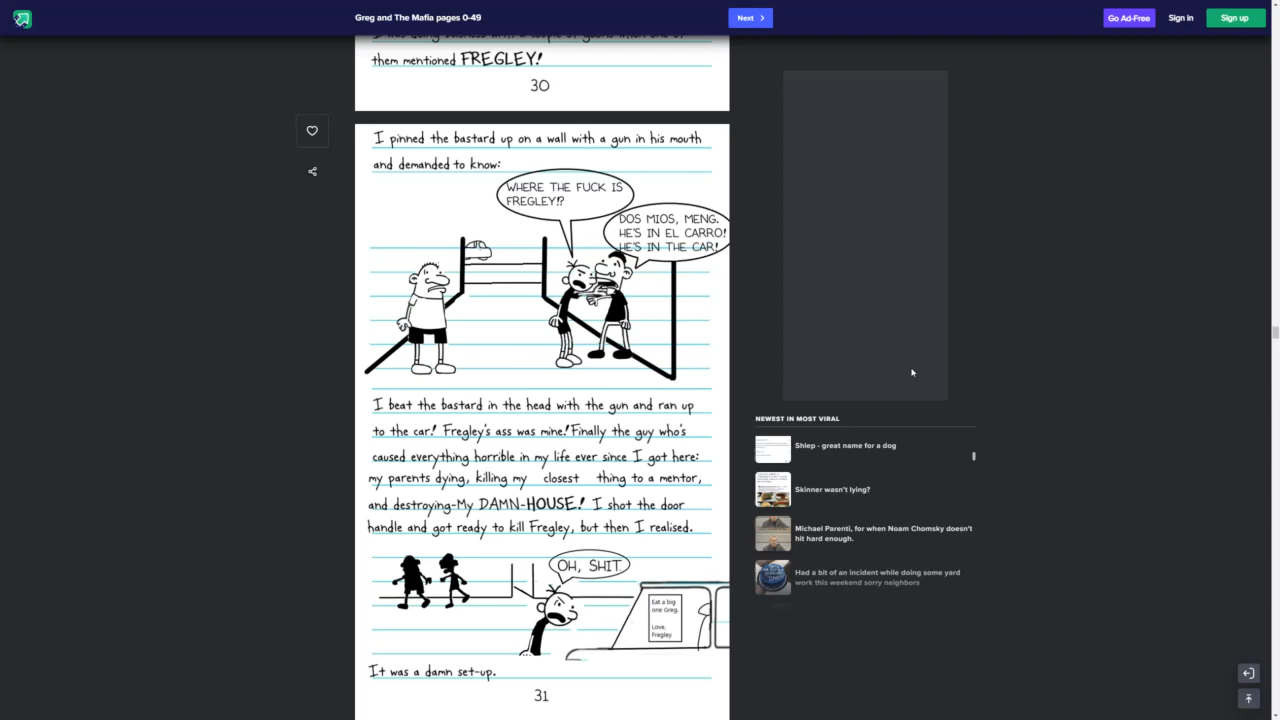 Greg and The Mafia pages 0-49
Next
Go Ad-Free
Sign in
Sign up
them mentioned FREGLEY!
30
I pinned the bastard up on a wall with a gun in his mouth
and demanded to know:
WHERE THE FUCK IS
FREGLEY!?
DOS MIOS, MENG.
HE'S IN EL CARRO!
HE'S IN THE CAR!
I beat the bastard in the head with the gun and ran up
to the car! Fregley's ass was mine! Finally the guy who's
caused everything horrible in my life ever since I got here:
my parents dying, killing my closest thing to a mentor,
and destroying-My DAMN-HOUSE! I shot the door
handle and got ready to kill Fregley, but then I realised.
OH, SHIT.
Eat a big
one Greg.
Love,
Fregley
It was a damn set-up.
31
NEWEST IN MOST VIRAL
Shlep - great name for a dog
Skinner wasn't lying?
Michael Parenti, for when Noam Chomsky doesn't
hit hard enough.
Had a bit of an incident while doing some yard
work this weekend sorry neighbors